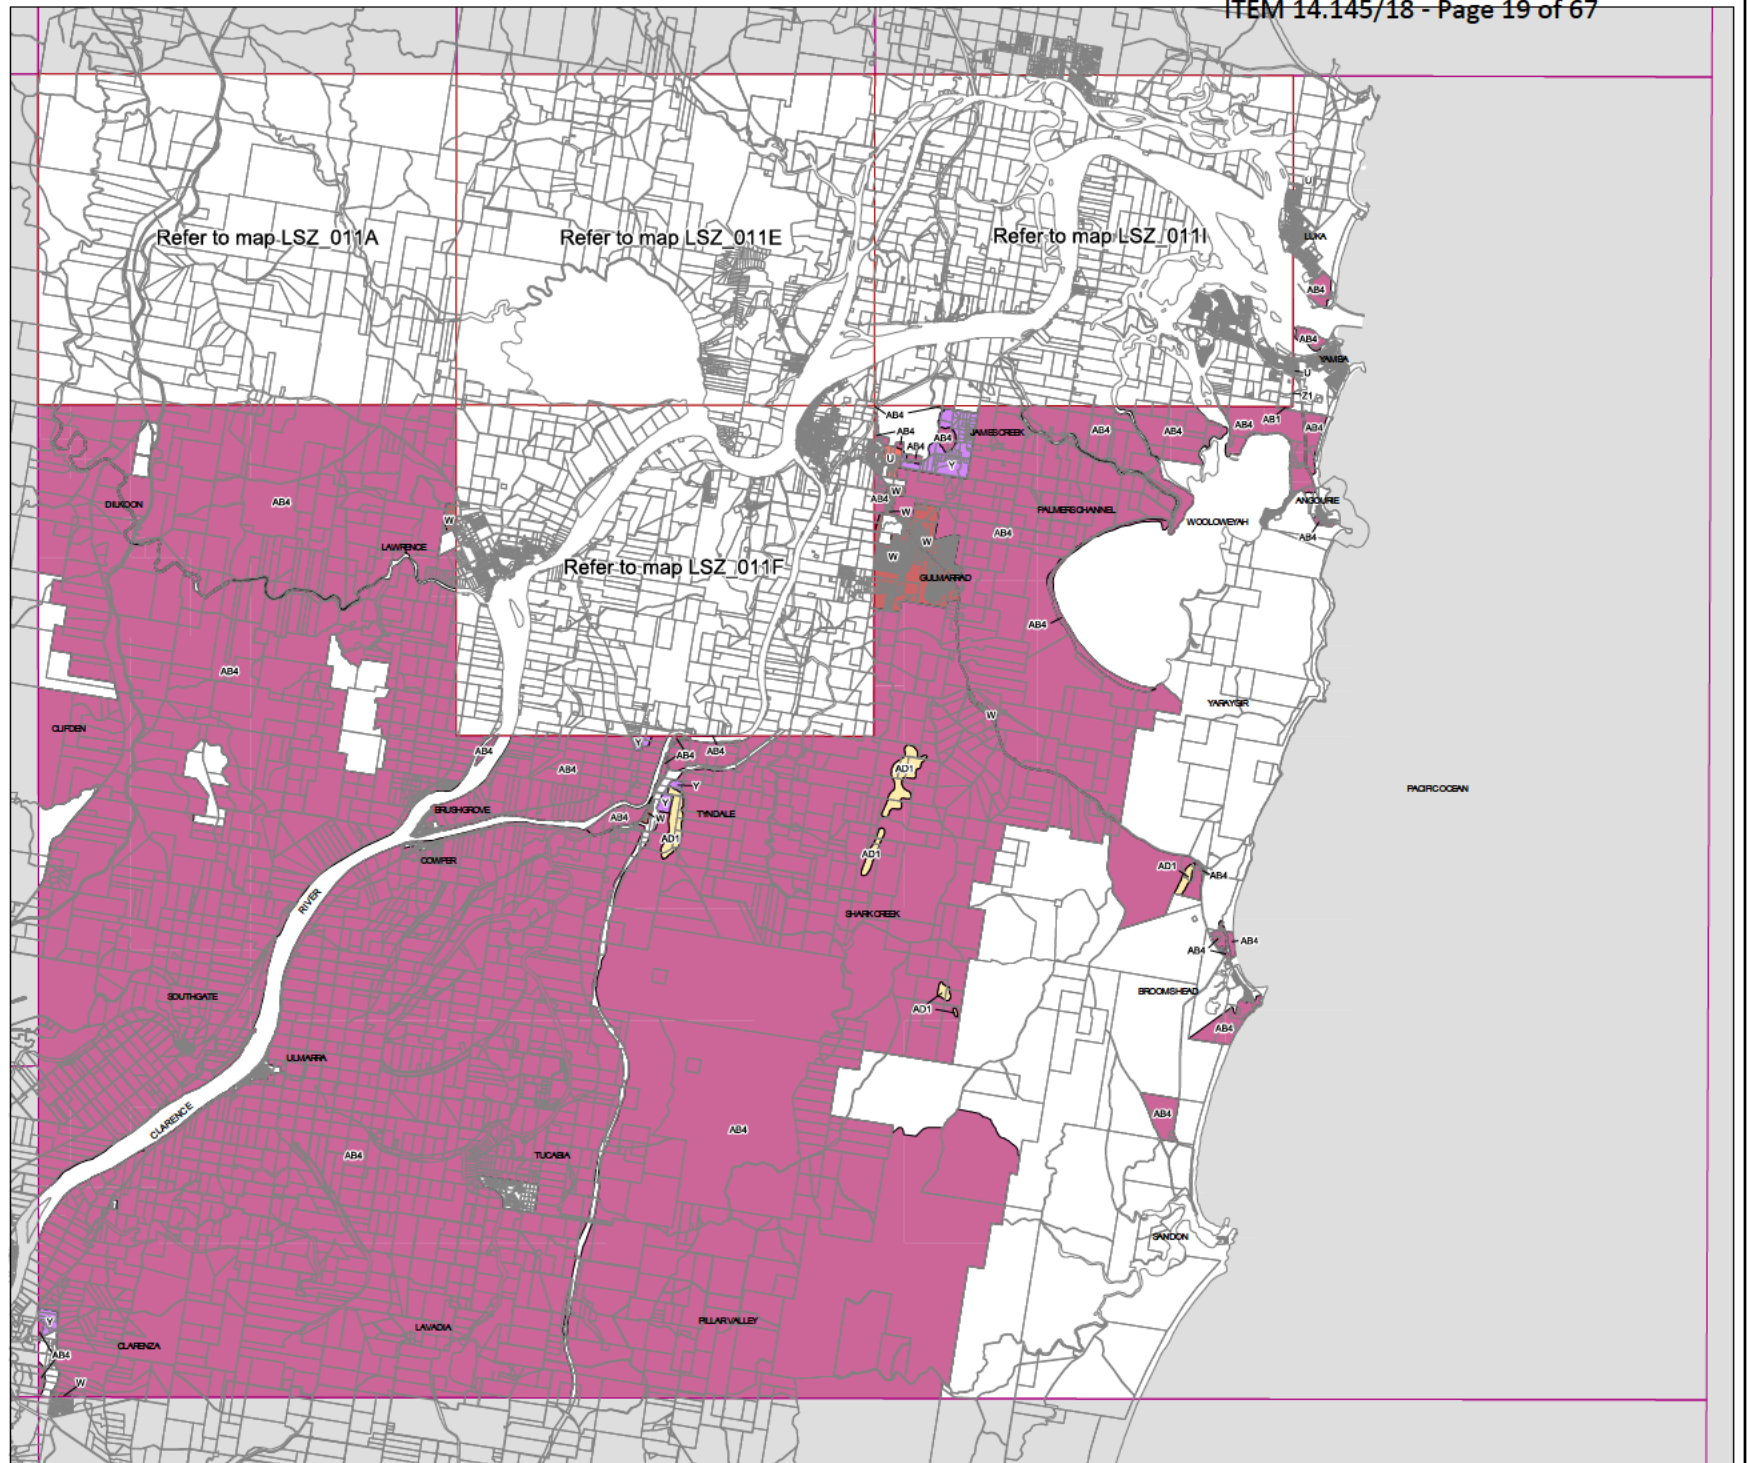 ITEM 14.145/18 - Page 19 of 67
Refer to map LSZ_011A
Refer to map LSZ_011E
Refer to map LSZ_011I
U
ILUKA
AB4
AB4
YAMBA
U
Z1
AB4
AB4
AB4
AB4
JAMES CREEK
U
Y
AB4
AB4
AB4
AB1
AB4
W
AB4
W
W
W
GULMARRAD
DILKOON
AB4
LAWRENCE
W
Refer to map LSZ_011F
PALMERS CHANNEL
AB4
WOOLOWEYAH
ANGOURIE
AB4
AB4
AB4
CLIFDEN
W
YARAYGIR
PACIFIC OCEAN
AB4
AB4
Y
AB4
AB4
Y
Y
AB4
W
AD1
TYNDALE
AD1
AD1
BRUSHGROVE
COWPER
RIVER
SHARK CREEK
AD1
AB4
AB4
AB4
BROOMS HEAD
AD1
AB4
SOUTHGATE
ULMARRA
CLARENCE
AB4
TUCABIA
AB4
AB4
SANDON
Y
AB4
W
CLARENZA
LAVADIA
PILLAR VALLEY